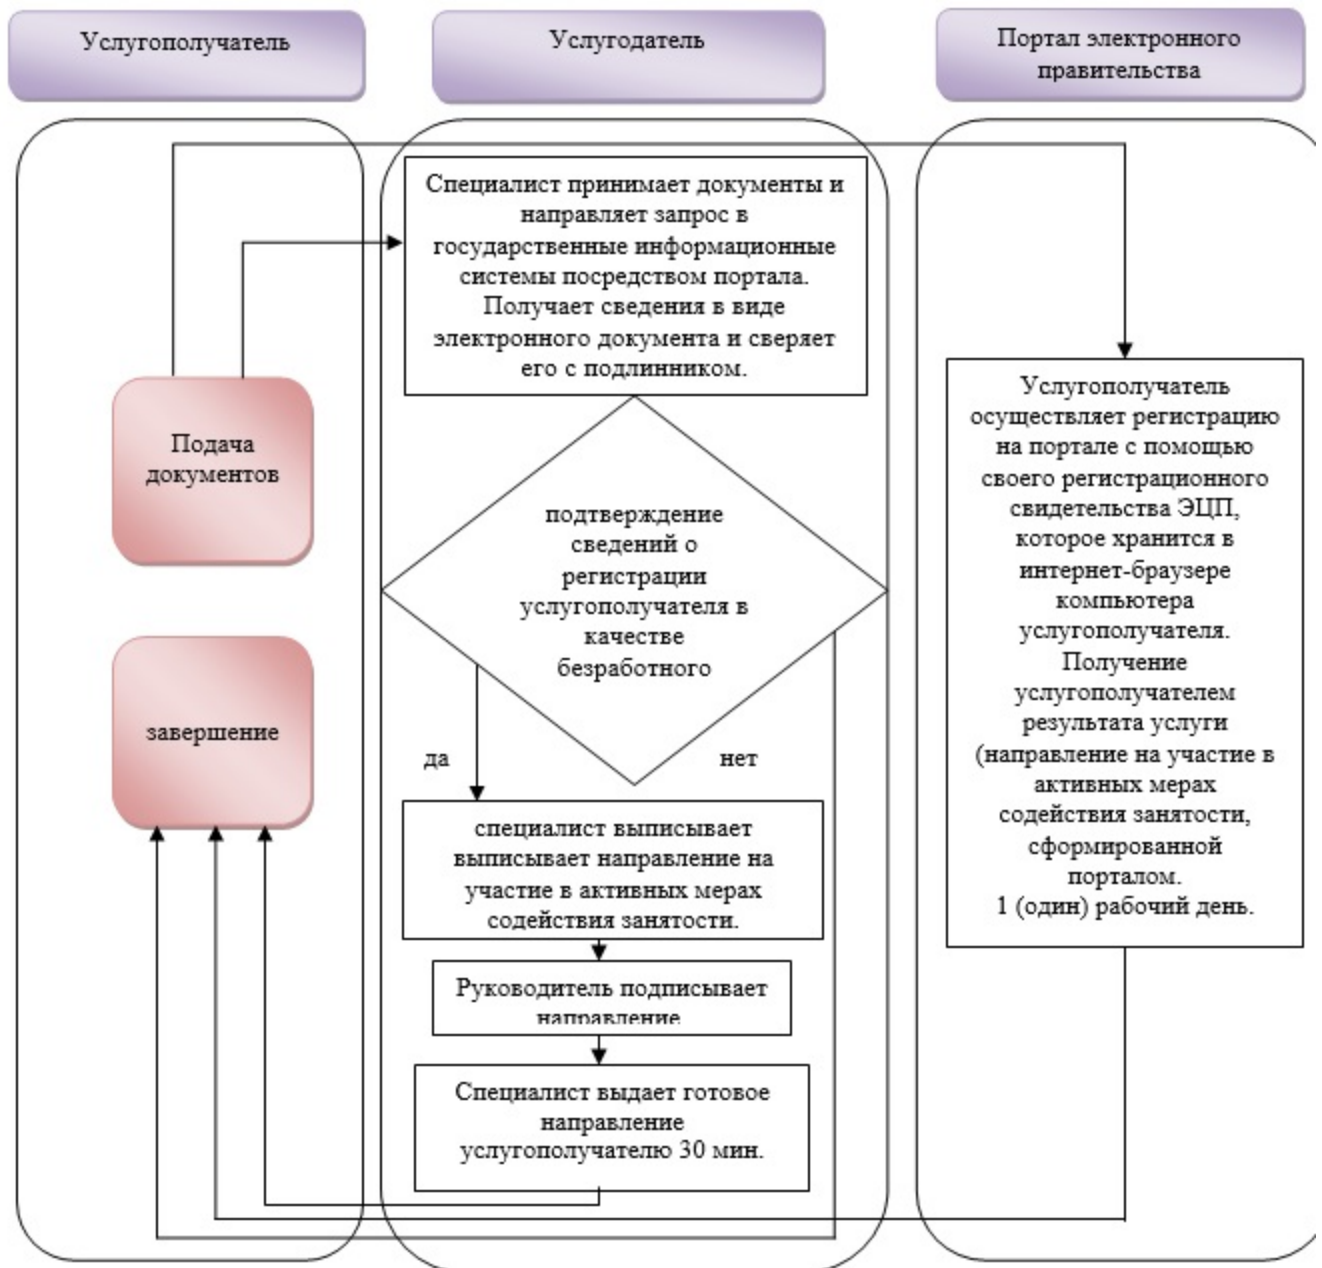 Услугополучатель
Услугодатель
Портал электронного
правительства
Специалист принимает документы и
направляет запрос в
государственные информационные
системы посредством портала.
Получает сведения в виде
электронного документа и сверяет
его с подлинником.
Подача
документов
подтверждение
сведений о
регистрации
услугополучателя в
качестве
безработного
завершение
да
нет
специалист выписывает
выписывает направление на
участие в активных мерах
содействия занятости.
Руководитель подписывает
направление
Специалист выдает готовое
направление
услугополучателю 30 мин.
Услугополучатель
осуществляет регистрацию
на портале с помощью
своего регистрационного
свидетельства ЭЦП,
которое хранится в
интернет-браузере
компьютера
услугополучателя.
Получение
услугополучателем
результата услуги
(направление на участие в
активных мерах
содействия занятости,
сформированной
порталом.
1 (один) рабочий день.